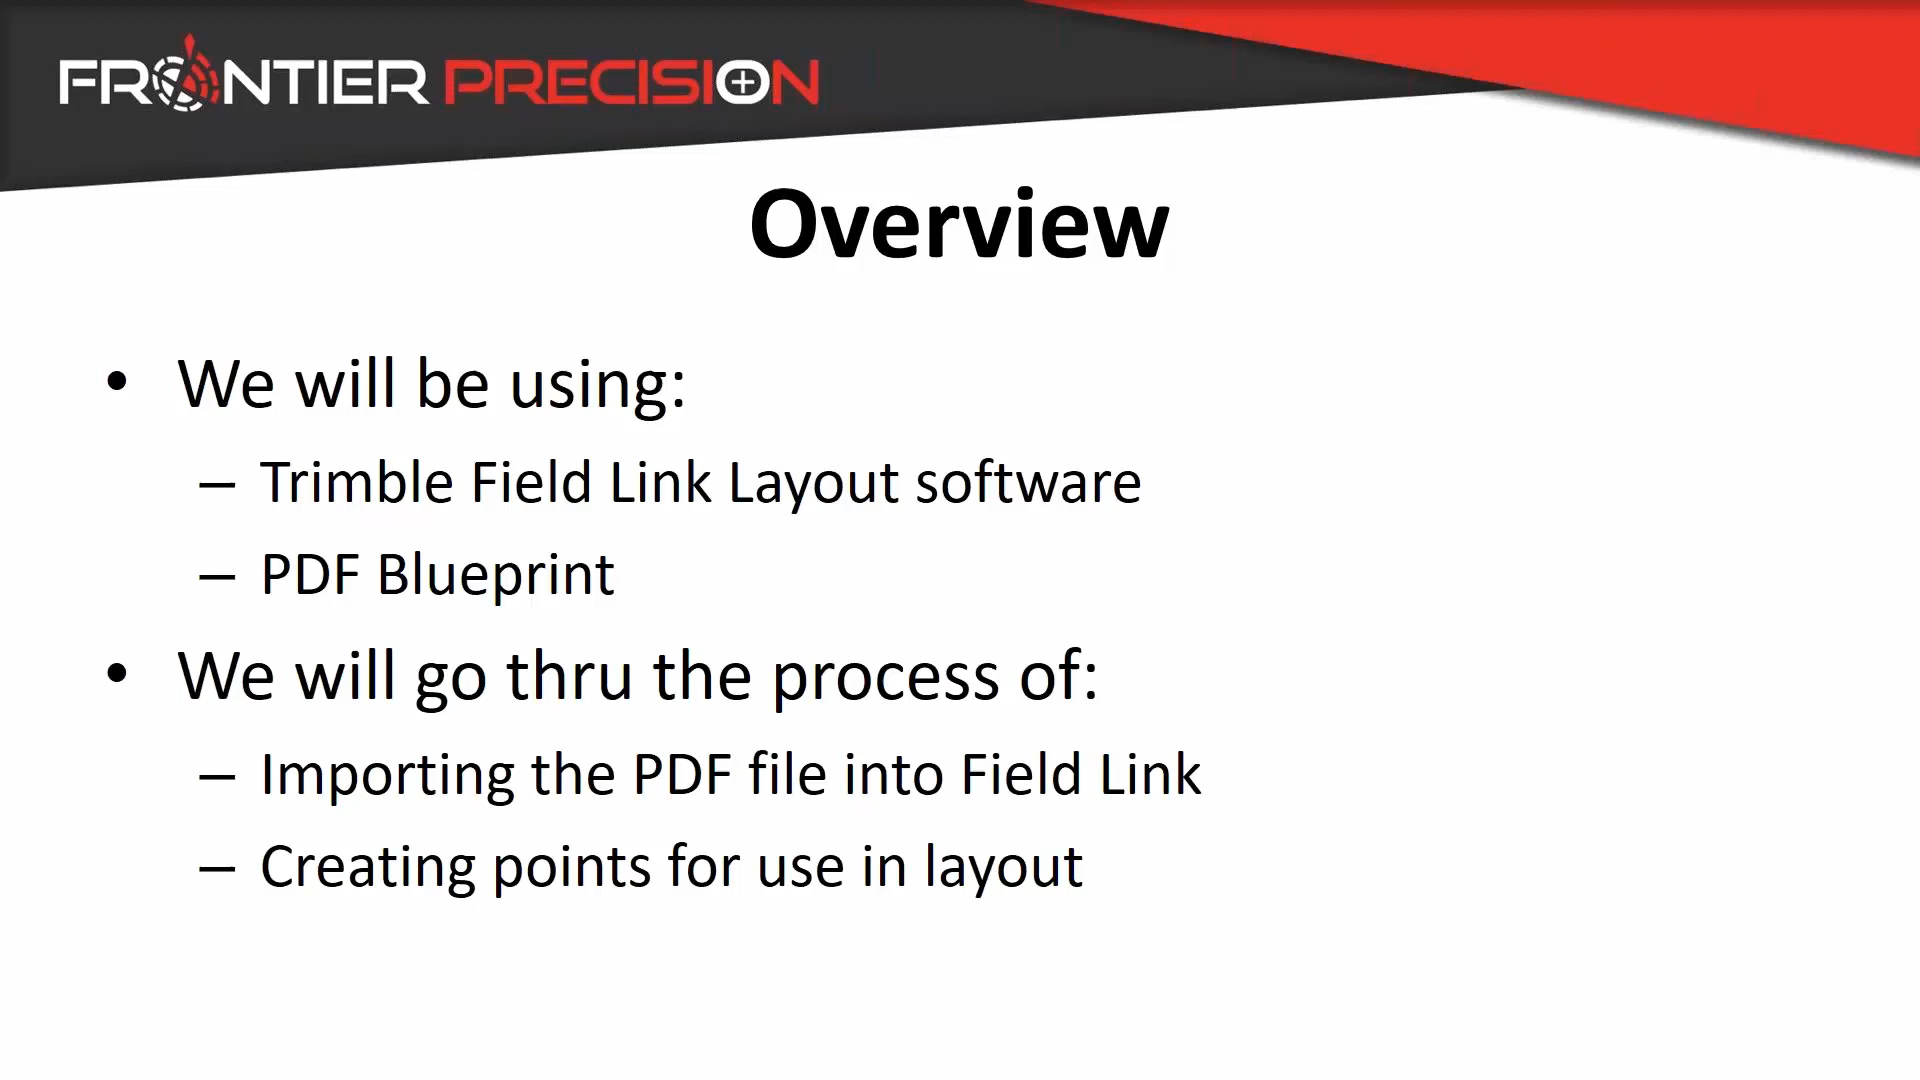 FRONTIER PRECISION
Overview
• We will be using:
– Trimble Field Link Layout software
– PDF Blueprint
• We will go thru the process of:
– Importing the PDF file into Field Link
– Creating points for use in layout